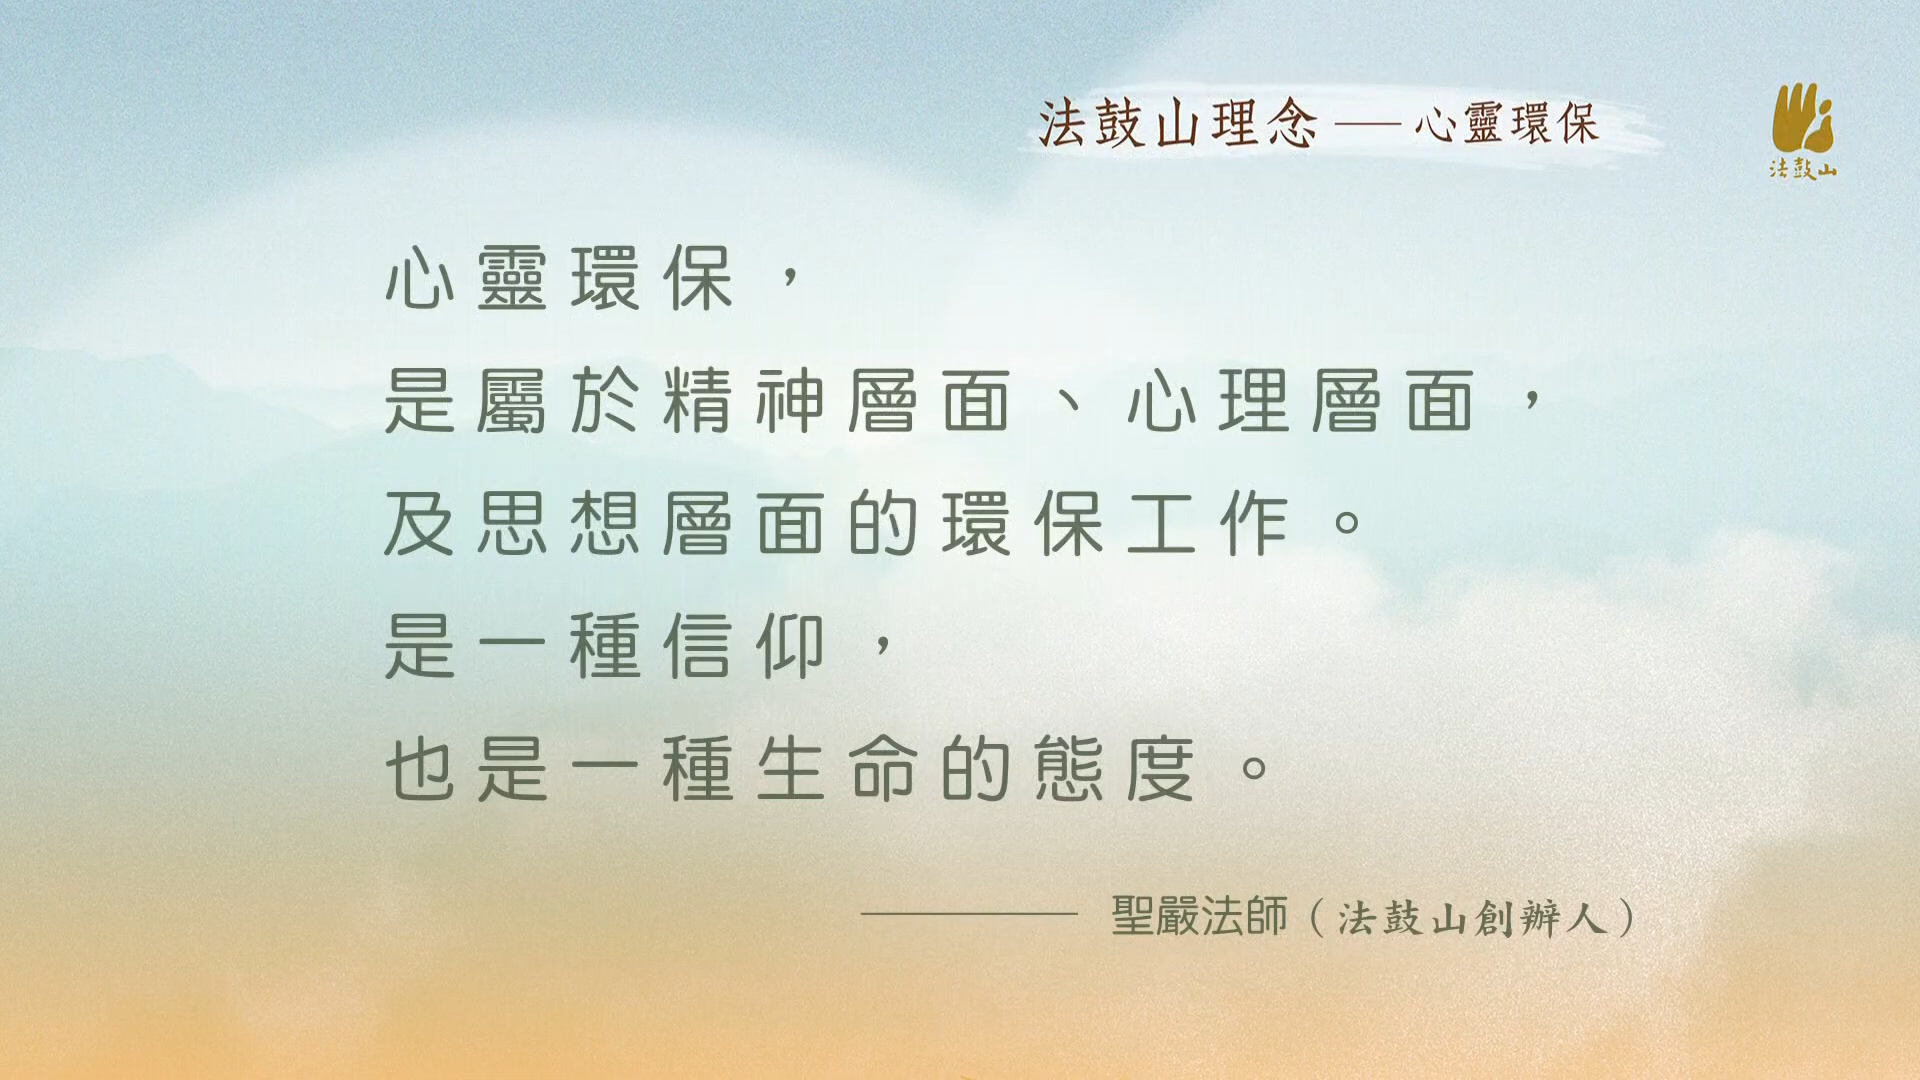 法鼓山理念——心靈環保
法鼓山
心靈環保，
是屬於精神層面、心理層面，
及思想層面的環保工作。
是一種信仰，
也是一種生命的態度。
——聖嚴法師（法鼓山創辦人）